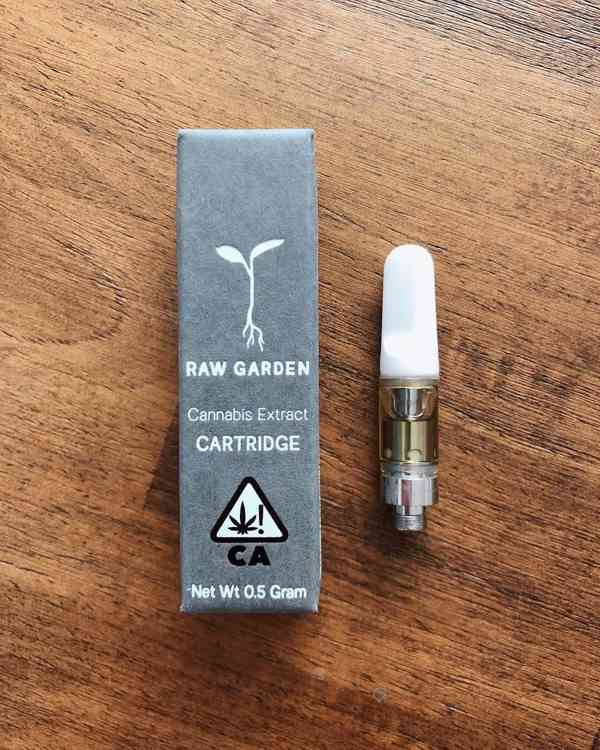 RAW GARDEN
Cannabis Extract
CARTRIDGE
!
CA
Net Wt 0.5 Gram